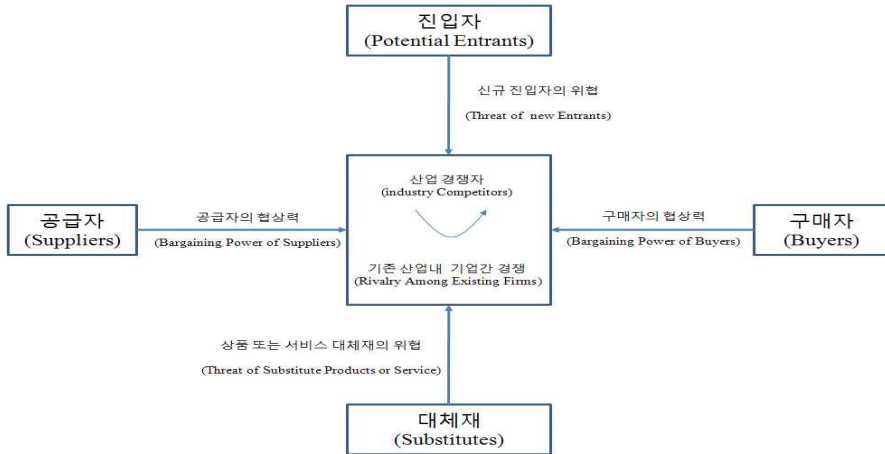 진입자
(Potential Entrants)
신규 진입자의 위협
(Threat of new Entrants)
산업 경쟁자
(industry Competitors)
공급자
(Suppliers)
공급자의 협상력
(Bargaining Power of Suppliers)
구매자의 협상력
(Bargaining Power of Buyers)
구매자
(Buyers)
기존 산업내 기업간 경쟁
(Rivalry Among Existing Firms)
상품 또는 서비스 대체재의 위협
(Threat of Substitute Products or Service)
대체재
(Substitutes)